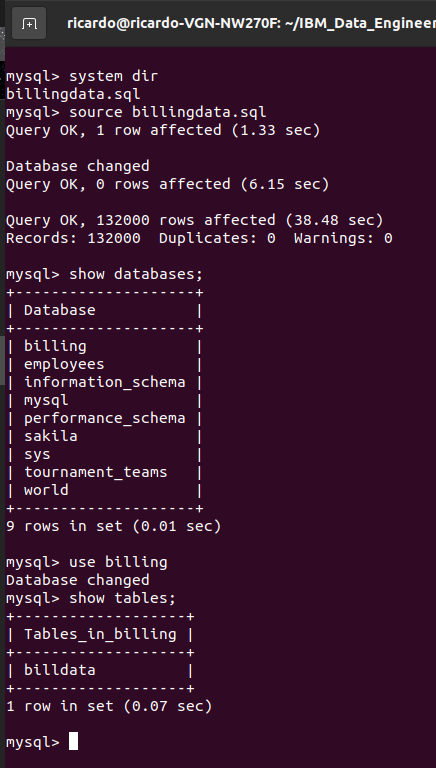 ricardo@ricardo-VGN-NW270F: ~/IBM_Data_Engineer
mysql> system dir
billingdata.sql
mysql> source billingdata.sql
Query OK, 1 row affected (1.33 sec)

Database changed
Query OK, 0 rows affected (6.15 sec)

Query OK, 132000 rows affected (38.48 sec)
Records: 132000  Duplicates: 0  Warnings: 0

mysql> show databases;
+--------------------+
| Database           |
+--------------------+
| billing            |
| employees          |
| information_schema |
| mysql              |
| performance_schema |
| sakila             |
| sys                |
| tournament_teams   |
| world              |
+--------------------+
9 rows in set (0.01 sec)

mysql> use billing
Database changed
mysql> show tables;
+-------------------+
| Tables_in_billing |
+-------------------+
| billdata          |
+-------------------+
1 row in set (0.07 sec)

mysql>